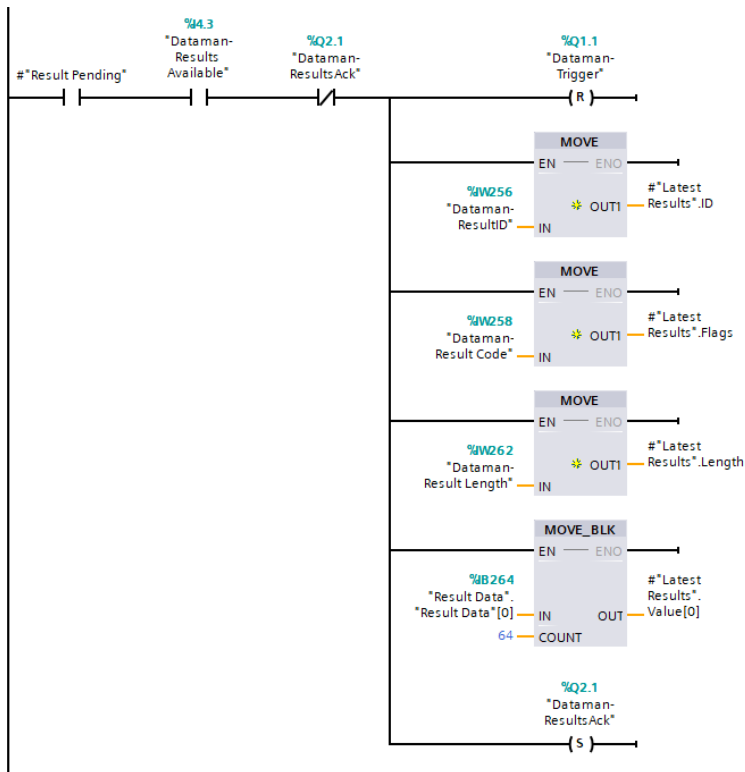 %I4.3
"Dataman-
Results
Available"
#"Result Pending"
%Q2.1
"Dataman-
ResultsAck"
%Q1.1
"Dataman-
Trigger"
R
MOVE
EN
ENO
%IW256
"Dataman-
ResultID"
IN
OUT1
#"Latest
Results".ID
MOVE
EN
ENO
%IW258
"Dataman-
Result Code"
IN
OUT1
#"Latest
Results".Flags
MOVE
EN
ENO
%IW262
"Dataman-
Result Length"
IN
OUT1
#"Latest
Results".Length
MOVE_BLK
EN
ENO
%IB264
"Result Data".
"Result Data"[0]
IN
64
COUNT
OUT
#"Latest
Results".
Value[0]
%Q2.1
"Dataman-
ResultsAck"
S